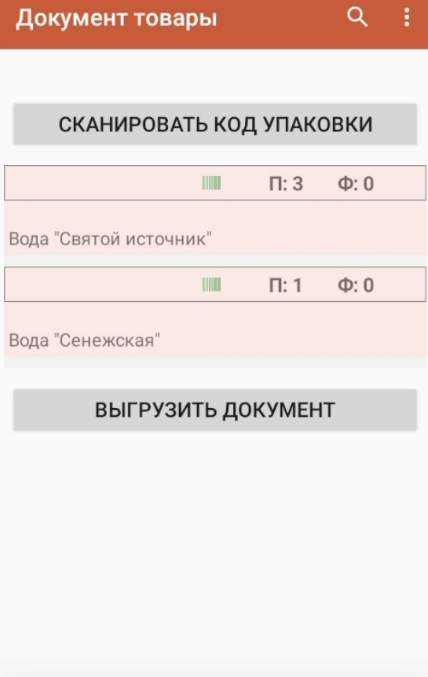 Документ товары
СКАНИРОВАТЬ КОД УПАКОВКИ
П: 3 Ф: 0
Вода "Святой источник"
П: 1 Ф: 0
Вода "Сенежская"
ВЫГРУЗИТЬ ДОКУМЕНТ